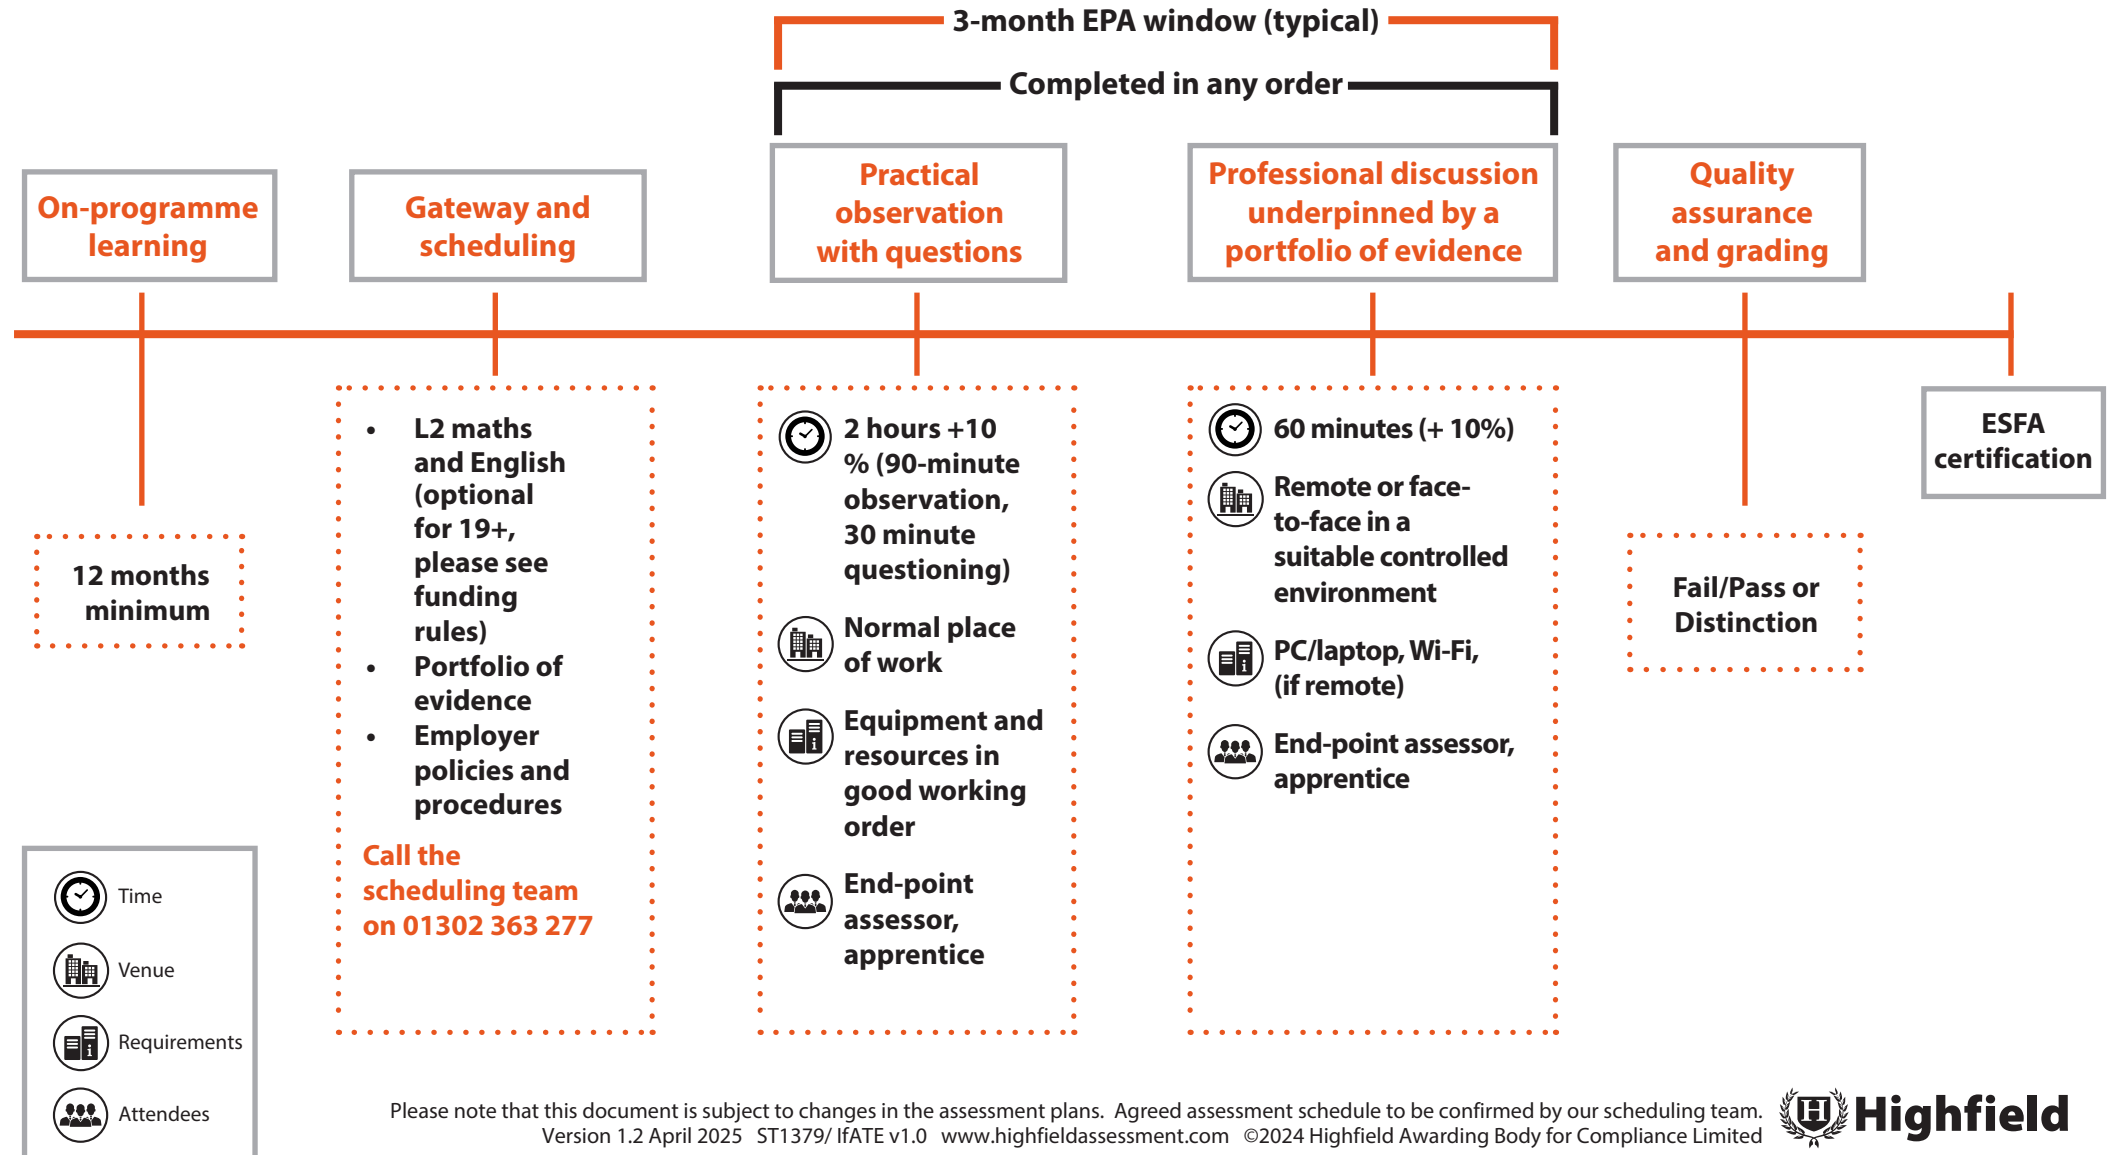 3-month EPA window (typical)
Completed in any order
On-programme
learning
Gateway and
scheduling
Practical
observation
with questions
Professional discussion
underpinned by a
portfolio of evidence
Quality
assurance
and grading
12 months
minimum
• L2 maths
and English
(optional
for 19+,
please see
funding
rules)
• Portfolio of
evidence
• Employer
policies and
procedures
Call the
scheduling team
on 01302 363 277
2 hours +10
% (90-minute
observation,
30 minute
questioning)
Normal place
of work
Equipment and
resources in
good working
order
End-point
assessor,
apprentice
60 minutes (+ 10%)
Remote or face-
to-face in a
suitable controlled
environment
PC/laptop, Wi-Fi,
(if remote)
End-point assessor,
apprentice
Fail/Pass or
Distinction
ESFA
certification
Time
Venue
Requirements
Attendees
Please note that this document is subject to changes in the assessment plans. Agreed assessment schedule to be confirmed by our scheduling team.
Version 1.2 April 2025 ST1379/ IfATE v1.0 www.highfieldassessment.com ©2024 Highfield Awarding Body for Compliance Limited
H Highfield